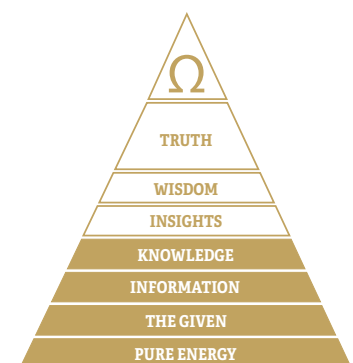 Ω
TRUTH
WISDOM
INSIGHTS
KNOWLEDGE
INFORMATION
THE GIVEN
PURE ENERGY